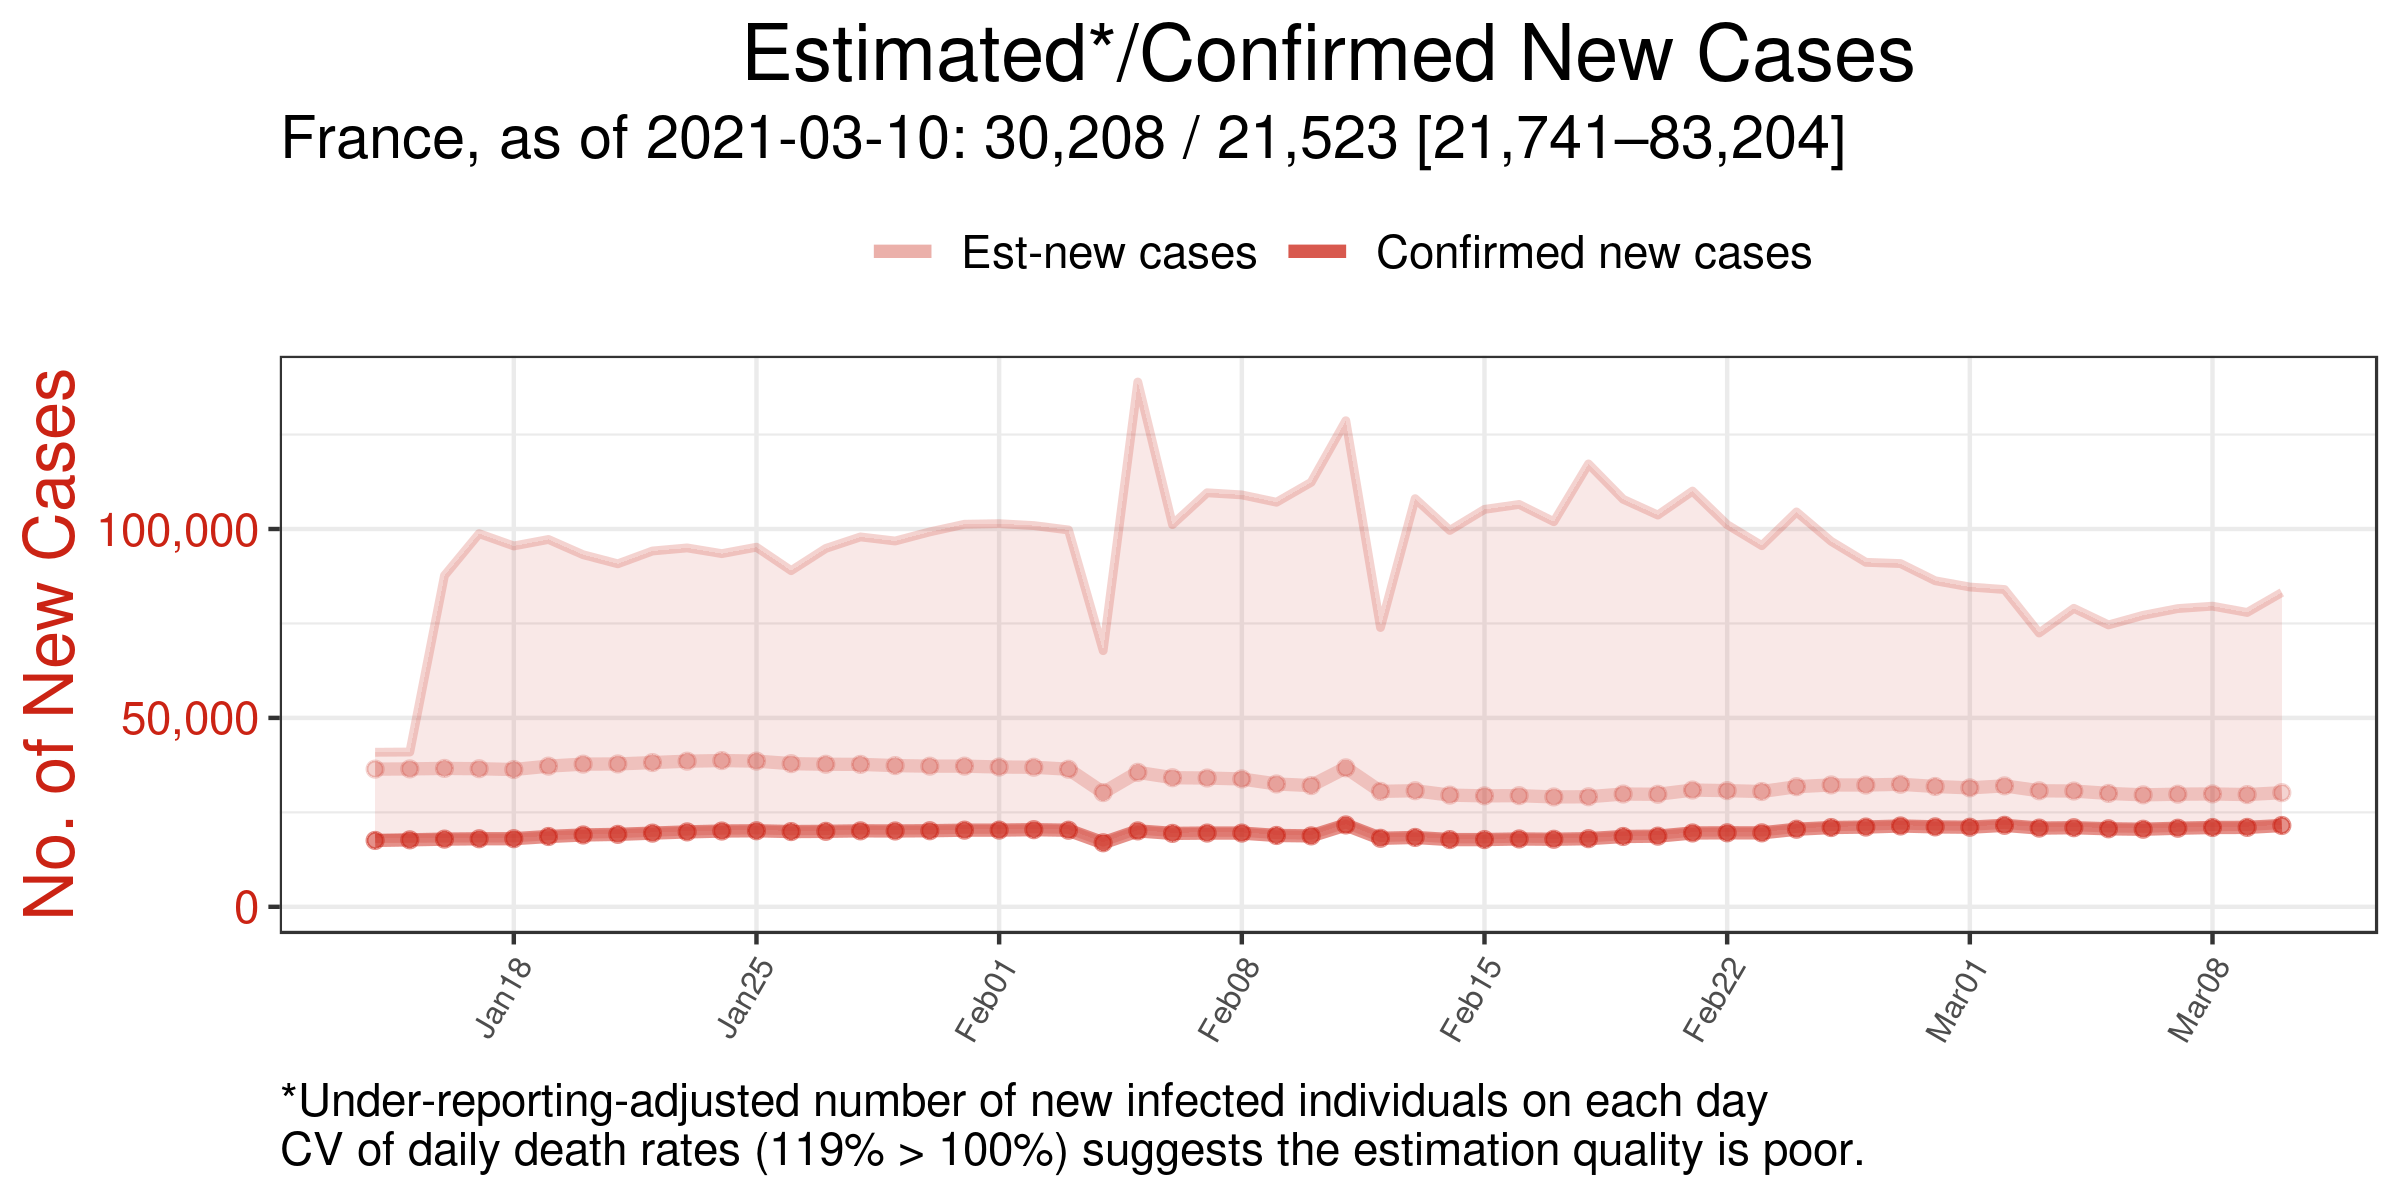 Estimated*/Confirmed New Cases
France, as of 2021-03-10: 30,208 / 21,523 [21,741–83,204]
Est-new cases
Confirmed new cases
No. of New Cases
100,000
50,000
0
Jan18
Jan25
Feb01
Feb08
Feb15
Feb22
Mar01
Mar08
*Under-reporting-adjusted number of new infected individuals on each day
CV of daily death rates (119% > 100%) suggests the estimation quality is poor.